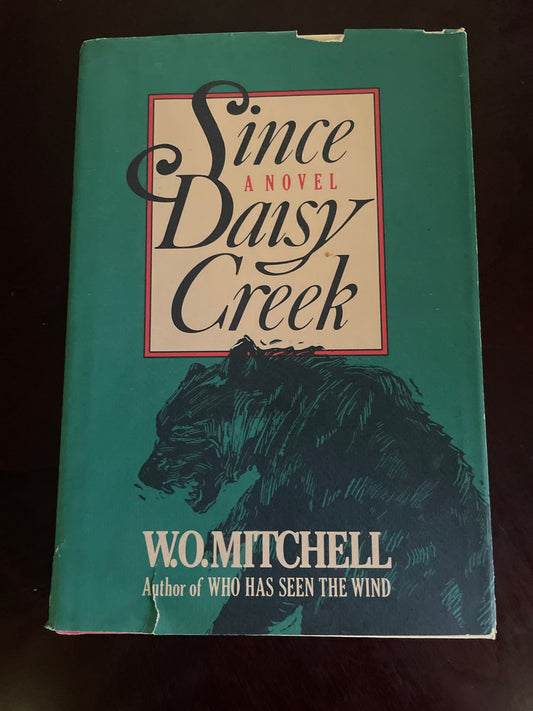 Since
A NOVEL
Daisy
Creek
W.O. MITCHELL
Author of WHO HAS SEEN THE WIND